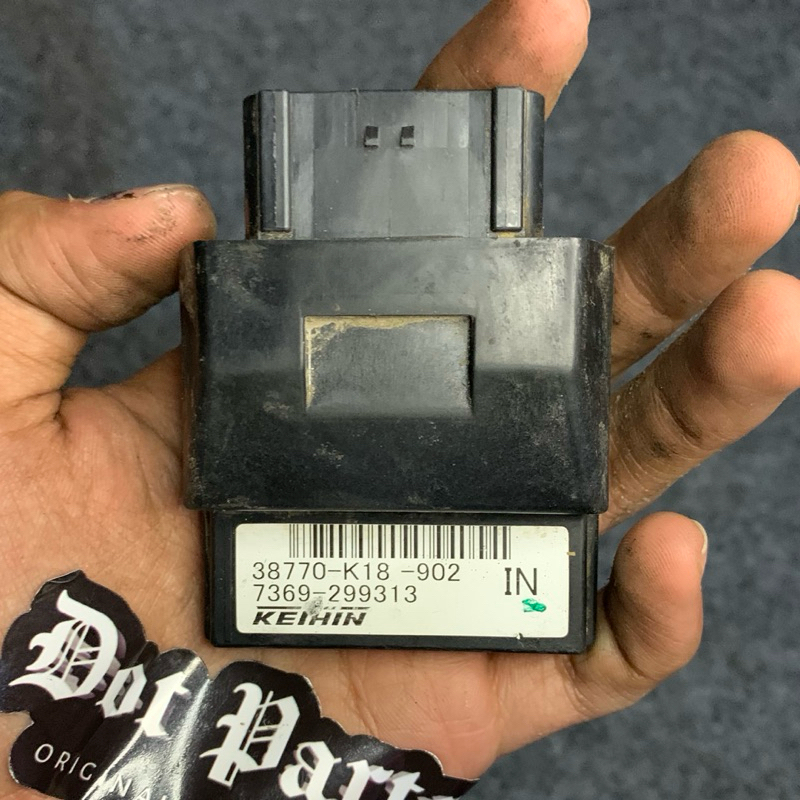 38770-K18 -902
IN
7369-299313
KEIHIN
Dot Parts
ORIGINAL